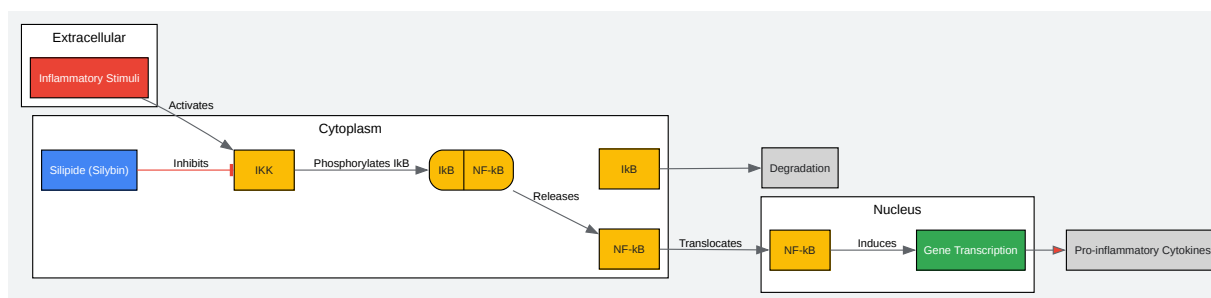 Extracellular
Inflammatory Stimuli
Activates
Cytoplasm
Silipide (Silybin)
Inhibits
IKK
Phosphorylates IkB
IkB
NF-kB
Releases
IkB
Degradation
NF-kB
Translocates
Nucleus
NF-kB
Induces
Gene Transcription
Pro-inflammatory Cytokines